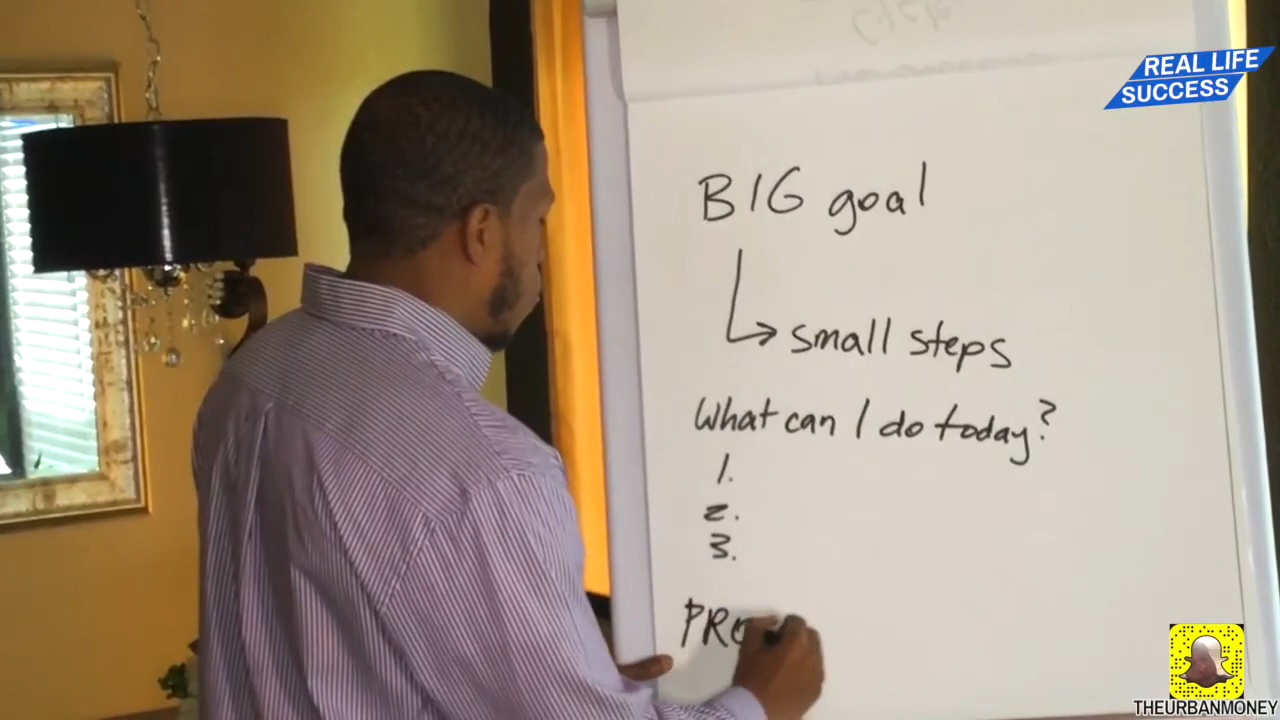 REAL LIFE
SUCCESS
BIG goal
small steps
What can I do today?
1.
2.
3.
THEURBANMONEY